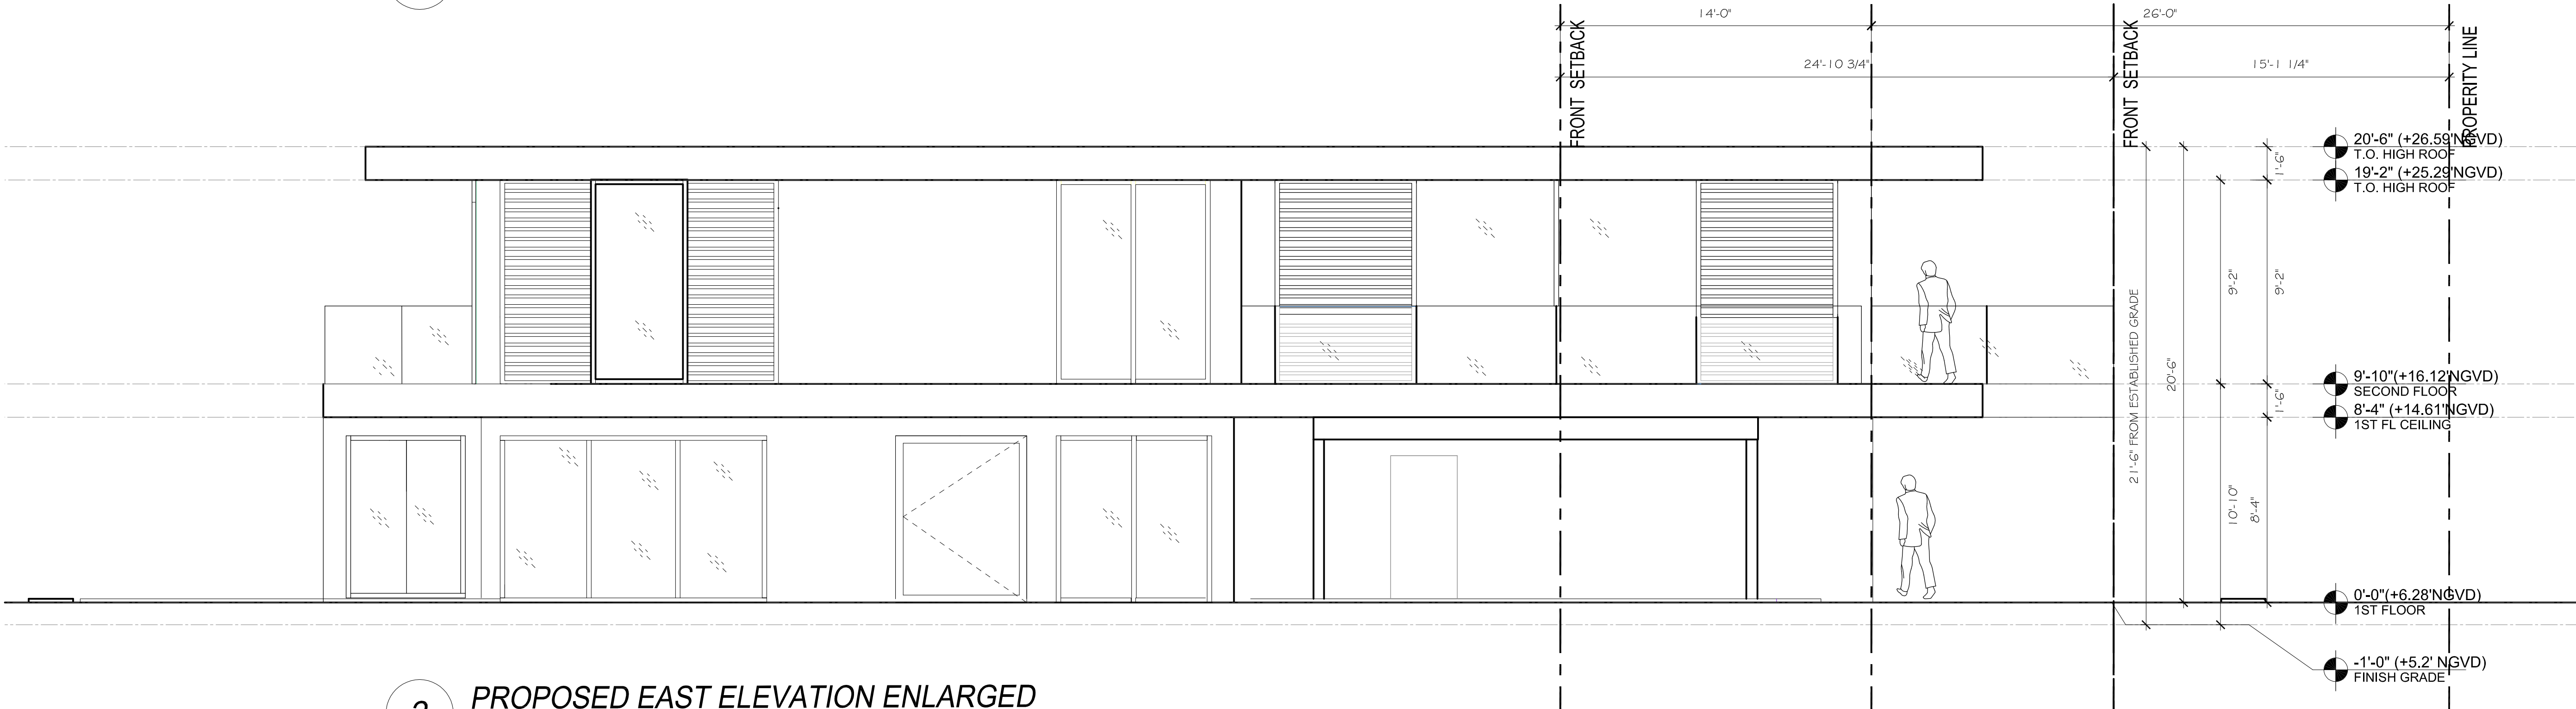 14'-0"
26'-0"
24'-10 3/4"
15'-1 1/4"
FRONT SETBACK
FRONT SETBACK
PROPERITY LINE
20'-6" (+26.59'NGVD)
T.O. HIGH ROOF
19'-2" (+25.29'NGVD)
T.O. HIGH ROOF
1'-6"
9'-2"
9'-2"
21'-6" FROM ESTABLISHED GRADE
20'-6"
9'-10"(+16.12'NGVD)
SECOND FLOOR
1'-6"
8'-4" (+14.61'NGVD)
1ST FL CEILING
10'-10"
8'-4"
0'-0"(+6.28'NGVD)
1ST FLOOR
-1'-0" (+5.2' NGVD)
FINISH GRADE
PROPOSED EAST ELEVATION ENLARGED